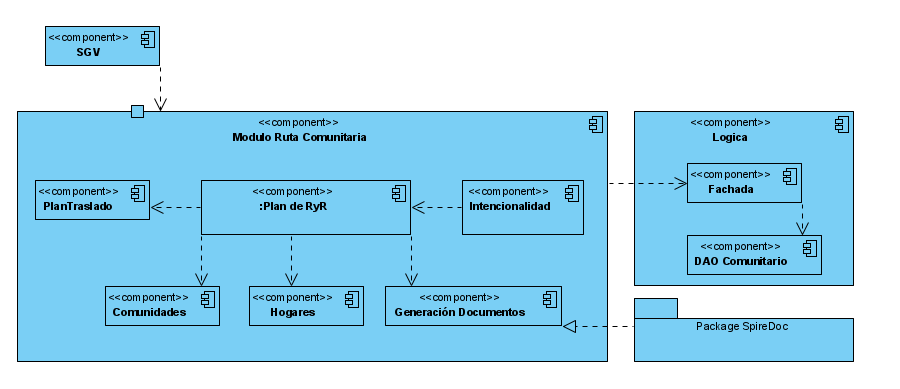 <<component>>
SGV
<<component>>
Modulo Ruta Comunitaria
<<component>>
Logica
<<component>>
PlanTraslado
<<component>>
:Plan de RyR
<<component>>
Intencionalidad
<<component>>
Fachada
<<component>>
DAO Comunitario
<<component>>
Comunidades
<<component>>
Hogares
<<component>>
Generación Documentos
Package SpireDoc